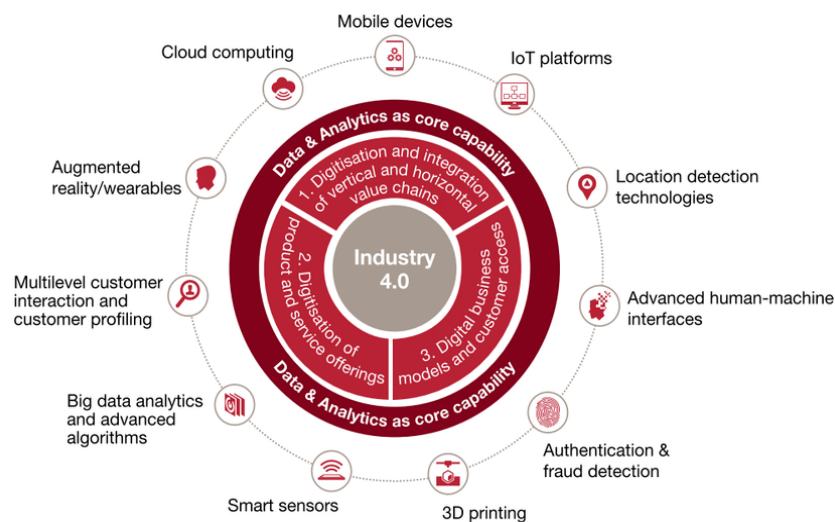 Mobile devices
Cloud computing
IoT platforms
Augmented
reality/wearables
Location detection
technologies
Multilevel customer
interaction and
customer profiling
Advanced human-machine
interfaces
Big data analytics
and advanced
algorithms
Authentication &
fraud detection
Smart sensors
3D printing
Data & Analytics as core capability
1. Digitisation and integration
of vertical and horizontal
value chains
2. Digitisation of
product and service offerings
3. Digital business
models and customer access
Industry
4.0
Data & Analytics as core capability